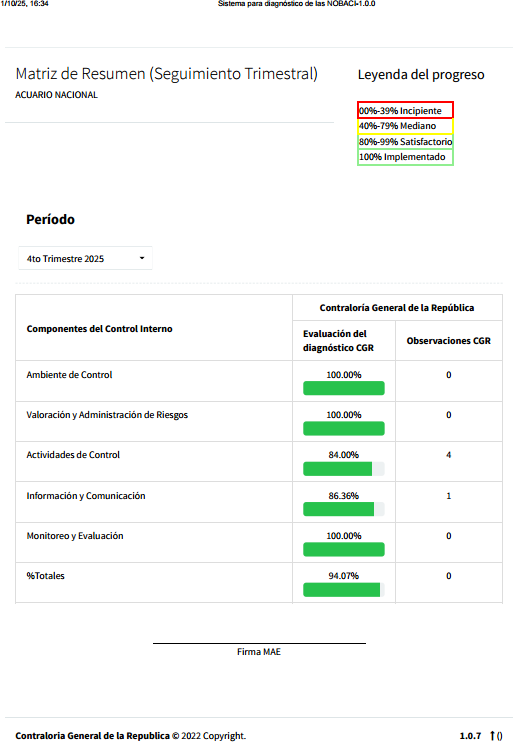 1/10/25, 16:34 Sistema para diagnóstico de las NOBACI-1.0.0
Matriz de Resumen (Seguimiento Trimestral)
ACUARIO NACIONAL
Leyenda del progreso
00%-39% Incipiente
40%-79% Mediano
80%-99% Satisfactorio
100% Implementado
Período
4to Trimestre 2025
Componentes del Control Interno
Contraloría General de la República
Evaluación del
diagnóstico CGR
Observaciones CGR
Ambiente de Control 100.00% 0
Valoración y Administración de Riesgos 100.00% 0
Actividades de Control 84.00% 4
Información y Comunicación 86.36% 1
Monitoreo y Evaluación 100.00% 0
%Totales 94.07% 0
Firma MAE
Contraloria General de la Republica © 2022 Copyright. 1.0.7 ()